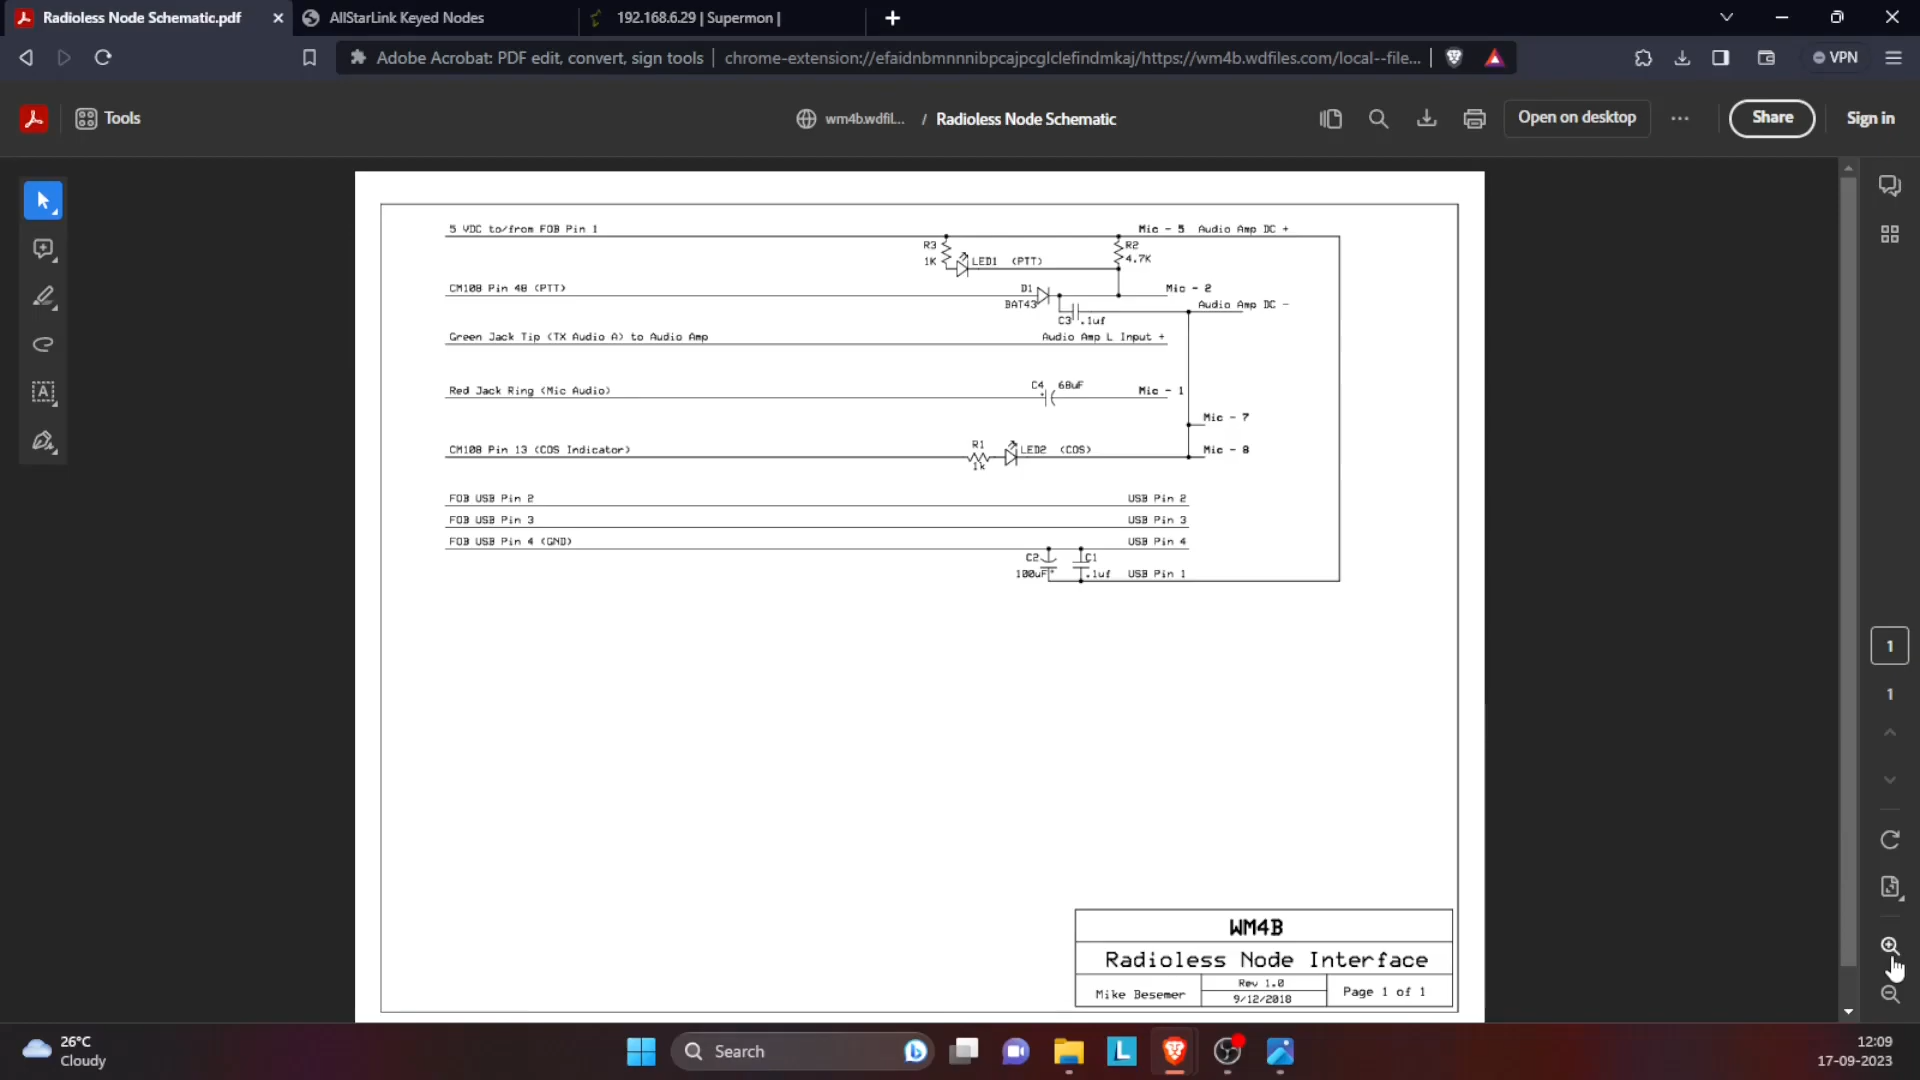 Radioless Node Schematic.pdf
AllStarLink Keyed Nodes
192.168.6.29 | Supermon |
Adobe Acrobat: PDF edit, convert, sign tools
chrome-extension://efaidnbmnnnibpcajpcglclefindmkaj/https://wm4b.wdfiles.com/local--file...
VPN
Tools
wm4b.wdfil... / Radioless Node Schematic
Open on desktop
Share
Sign in
5 VDC to/from FOB Pin 1
Mic - 5 Audio Amp DC +
R3
1K
LED1 (PTT)
R2
4.7K
CM108 Pin 48 (PTT)
D1
BAT43
Mic - 2
Audio Amp DC -
C3 .1uf
Green Jack Tip (TX Audio A) to Audio Amp
Audio Amp L Input +
Red Jack Ring (Mic Audio)
C4 68uF
Mic - 1
Mic - 7
CM108 Pin 13 (COS Indicator)
R1
1k
LED2 (COS)
Mic - 8
FOB USB Pin 2
USB Pin 2
FOB USB Pin 3
USB Pin 3
FOB USB Pin 4 (GND)
USB Pin 4
C2
100uF
C1
.1uf
USB Pin 1
1
1
WM4B
Radioless Node Interface
Mike Besemer
Rev 1.0
9/12/2018
Page 1 of 1
26°C
Cloudy
Search
12:09
17-09-2023